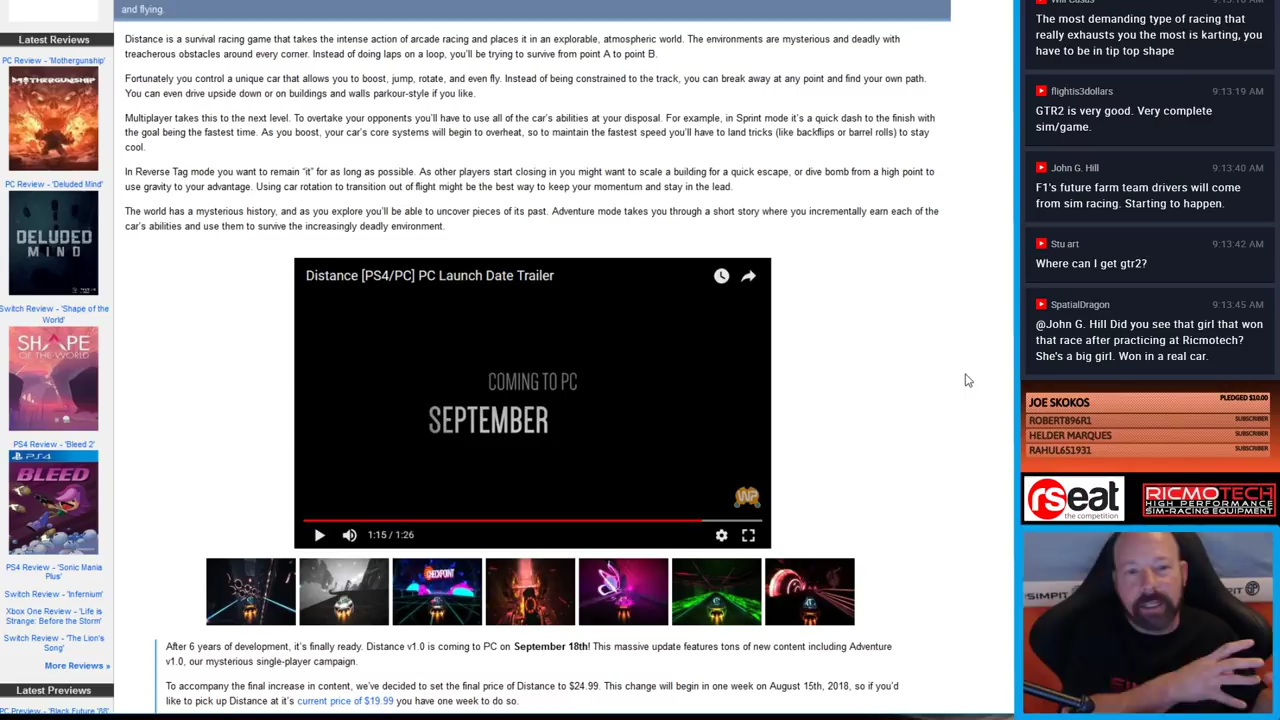 and flying.
Latest Reviews
PC Review - 'Mothergunship'
MOTHERGUNSHIP
PC Review - 'Deluded Mind'
DELUDED
MIND
Switch Review - 'Shape of the
World'
SHAPE
OF THE WORLD
PS4 Review - 'Bleed 2'
PS4
BLEED
PS4 Review - 'Sonic Mania
Plus'
Switch Review - 'Infernium'
Xbox One Review - 'Life is
Strange: Before the Storm'
Switch Review - 'The Lion's
Song'
More Reviews »
Latest Previews
PC Preview - 'Black Future '88'
Distance is a survival racing game that takes the intense action of arcade racing and places it in an explorable, atmospheric world. The environments are mysterious and deadly with
treacherous obstacles around every corner. Instead of doing laps on a loop, you'll be trying to survive from point A to point B.
Fortunately you control a unique car that allows you to boost, jump, rotate, and even fly. Instead of being constrained to the track, you can break away at any point and find your own path.
You can even drive upside down or on buildings and walls parkour-style if you like.
Multiplayer takes this to the next level. To overtake your opponents you'll have to use all of the car's abilities at your disposal. For example, in Sprint mode it's a quick dash to the finish with
the goal being the fastest time. As you boost, your car's core systems will begin to overheat, so to maintain the fastest speed you'll have to land tricks (like backflips or barrel rolls) to stay
cool.
In Reverse Tag mode you want to remain "it" for as long as possible. As other players start closing in you might want to scale a building for a quick escape, or dive bomb from a high point to
use gravity to your advantage. Using car rotation to transition out of flight might be the best way to keep your momentum and stay in the lead.
The world has a mysterious history, and as you explore you'll be able to uncover pieces of its past. Adventure mode takes you through a short story where you incrementally earn each of the
car's abilities and use them to survive the increasingly deadly environment.
Distance [PS4/PC] PC Launch Date Trailer
COMING TO PC
SEPTEMBER
WP
1:15 / 1:26
CHECKPOINT
After 6 years of development, it's finally ready. Distance v1.0 is coming to PC on September 18th! This massive update features tons of new content including Adventure
v1.0, our mysterious single-player campaign.
To accompany the final increase in content, we've decided to set the final price of Distance to $24.99. This change will begin in one week on August 15th, 2018, so if you'd
like to pick up Distance at it's current price of $19.99 you have one week to do so.
The most demanding type of racing that
really exhausts you the most is karting, you
have to be in tip top shape
flightis3dollars 9:13:19 AM
GTR2 is very good. Very complete
sim/game.
John G. Hill 9:13:40 AM
F1's future farm team drivers will come
from sim racing. Starting to happen.
Stu art 9:13:42 AM
Where can I get gtr2?
SpatialDragon 9:13:45 AM
@John G. Hill Did you see that girl that won
that race after practicing at Ricmotech?
She's a big girl. Won in a real car.
JOE SKOKOS PLEDGED $10.00
ROBERT896R1 SUBSCRIBER
HELDER MARQUES SUBSCRIBER
RAHUL651931 SUBSCRIBER
rseat
the competition
RICMOTECH
HIGH PERFORMANCE
SIM-RACING EQUIPMENT